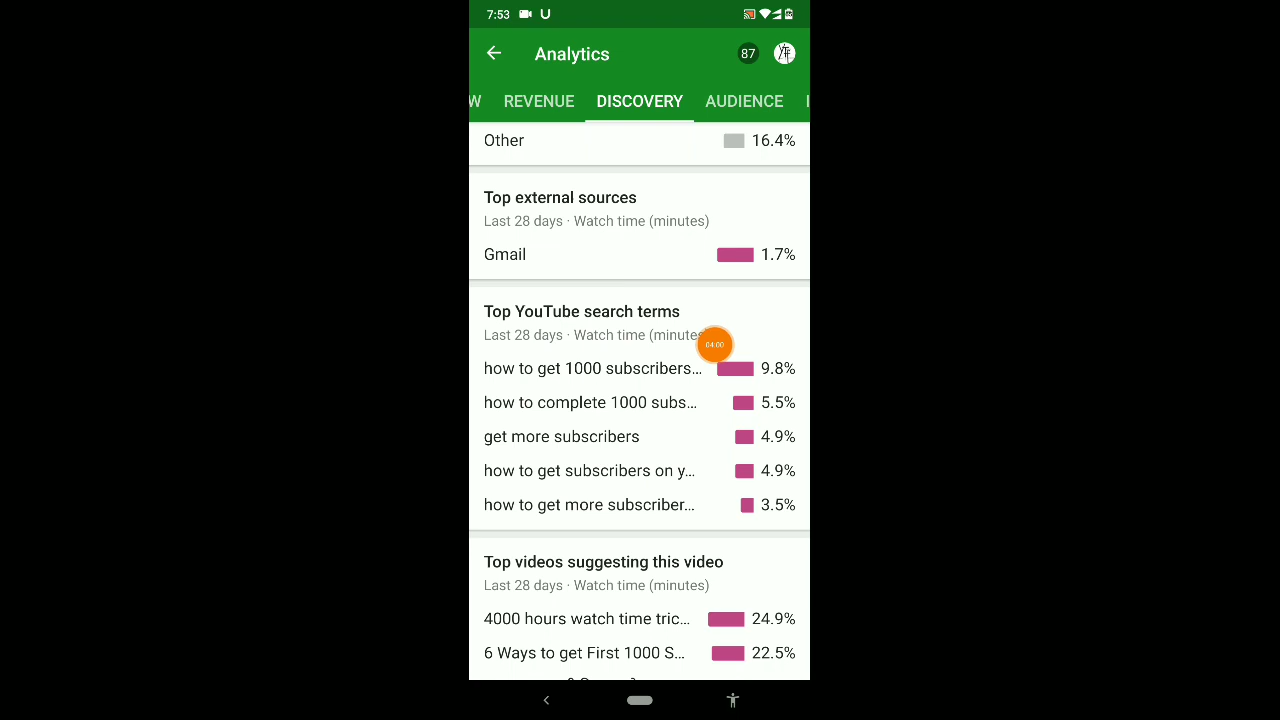 7:53
Analytics
87
W REVENUE DISCOVERY AUDIENCE
Other 16.4%
Top external sources
Last 28 days · Watch time (minutes)
Gmail 1.7%
Top YouTube search terms
Last 28 days · Watch time (minutes
04:00
how to get 1000 subscribers... 9.8%
how to complete 1000 subs... 5.5%
get more subscribers 4.9%
how to get subscribers on y... 4.9%
how to get more subscriber... 3.5%
Top videos suggesting this video
Last 28 days · Watch time (minutes)
4000 hours watch time tric... 24.9%
6 Ways to get First 1000 S... 22.5%